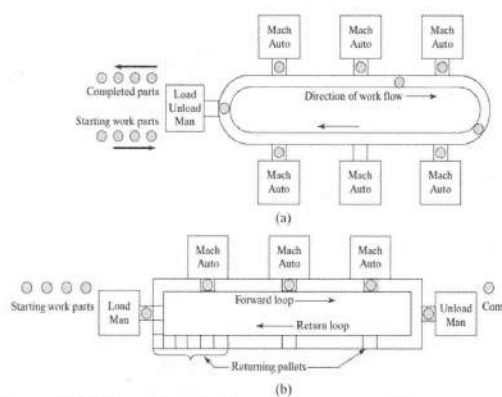 Mach
Auto
Mach
Auto
Mach
Auto
Completed parts
Load
Unload
Man
Starting work parts
Direction of work flow
Mach
Auto
Mach
Auto
Mach
Auto
(a)
Mach
Auto
Mach
Auto
Mach
Auto
Starting work parts
Load
Man
Forward loop
Return loop
Unload
Man
Com
Returning pallets
(b)